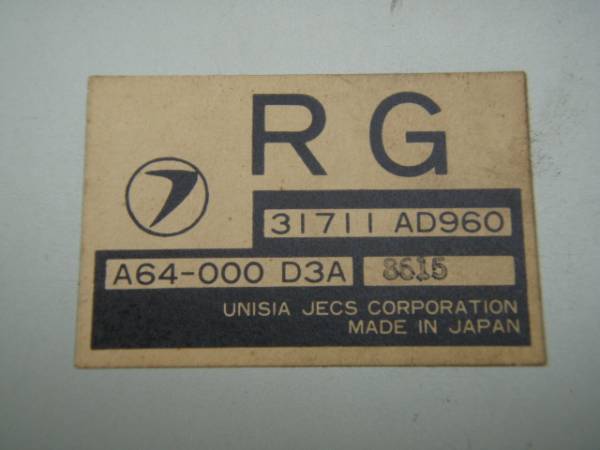 RG
31711 AD960
A64-000 D3A 8615
UNISIA JECS CORPORATION
MADE IN JAPAN